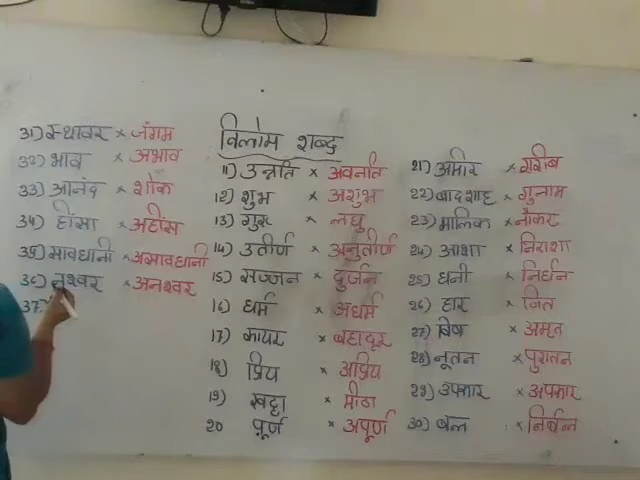 विलोम शब्द
11) उन्नति × अवनति
12) शुभ × अशुभ
13) गुरु × लघु
14) उतीर्ण × अनुतीर्ण
15) सज्जन × दुर्जन
16) धर्म × अधर्म
17) कायर × बहादूर
18) प्रिय × अप्रिय
19) खट्टा × मीठा
20 पूर्ण × अपूर्ण
21) अमीर × गरीब
22) बादशाह × गुलाम
23) मालिक × नौकर
24) आशा × निराशा
25) धनी × निर्धन
26) हार × जित
27) विष × अमृत
28) नूतन × पुरातन
29) उपकार × अपकार
30) बल × निर्बल
31) स्थावर × जंगम
32) भाव × अभाव
33) आनंद × शोक
34) हींसा × अहींस
35) सावधानी × असावधानी
36) नश्वर × अनश्वर
37)